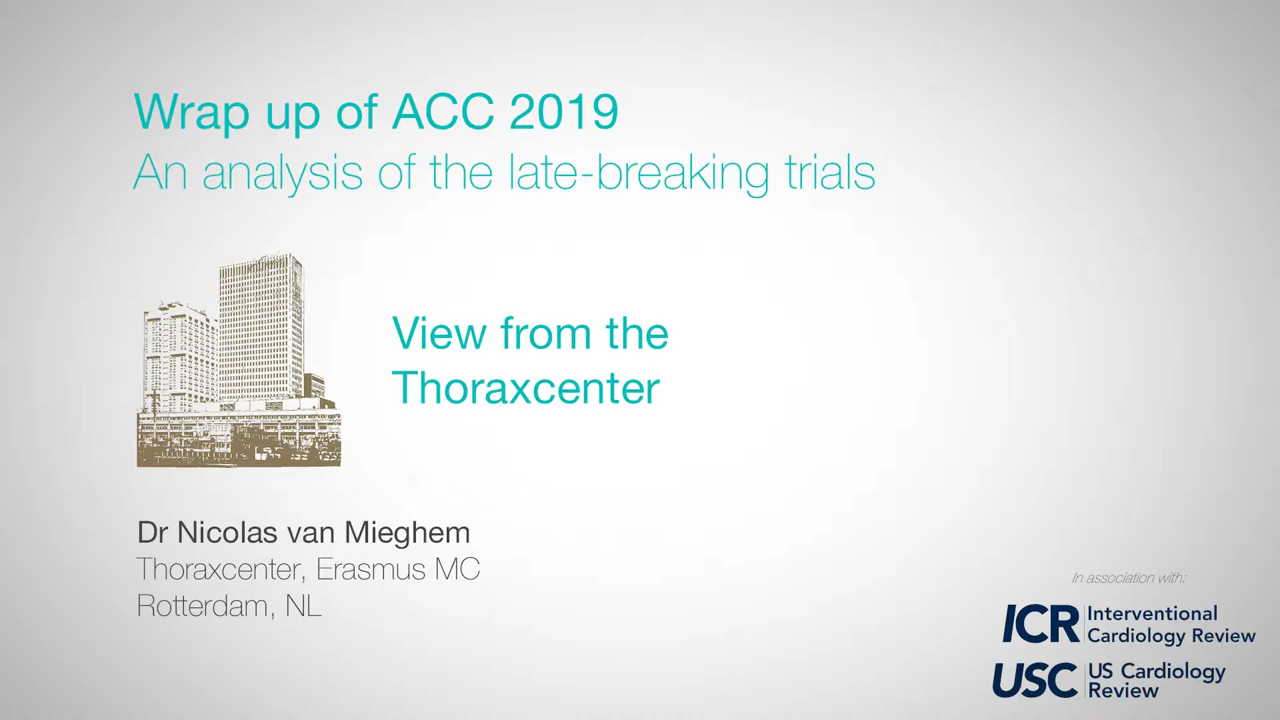 Wrap up of ACC 2019
An analysis of the late-breaking trials
View from the
Thoraxcenter
Dr Nicolas van Mieghem
Thoraxcenter, Erasmus MC
Rotterdam, NL
In association with:
ICR Interventional
Cardiology Review
USC US Cardiology
Review